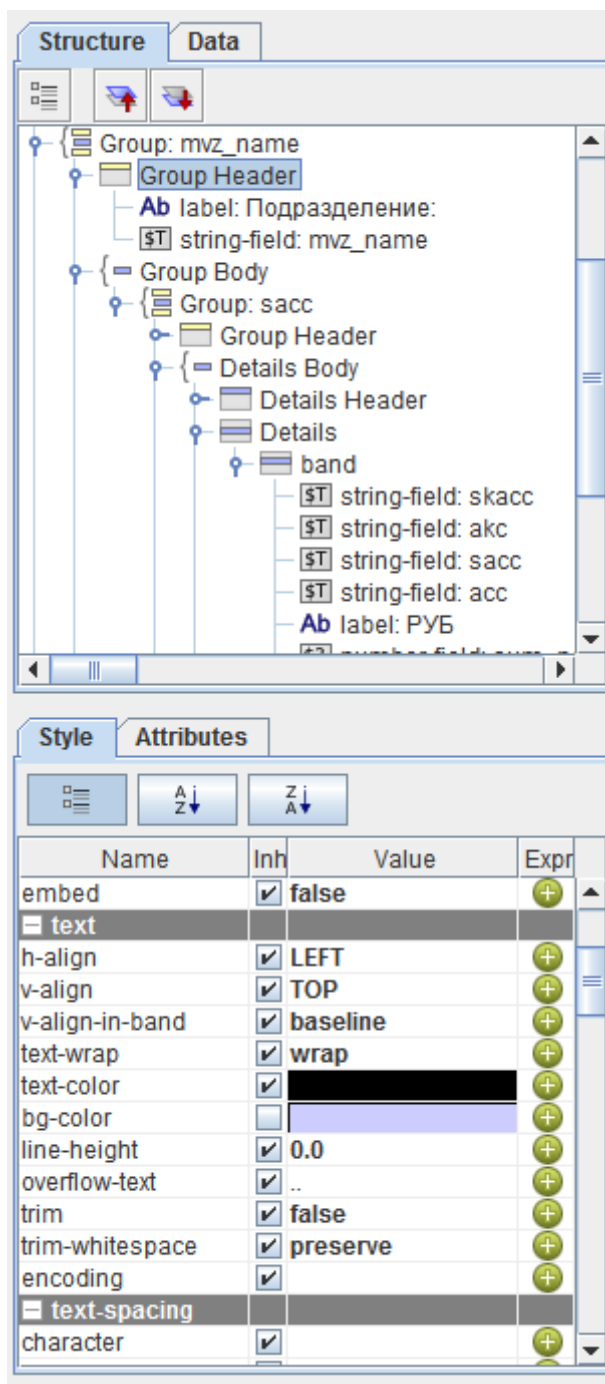 Structure Data
Group: mvz_name
Group Header
Ab label: Подразделение:
$T string-field: mvz_name
Group Body
Group: sacc
Group Header
Details Body
Details Header
Details
band
$T string-field: skacc
$T string-field: akc
$T string-field: sacc
$T string-field: acc
Ab label: РУБ
Style Attributes
A Z Z A
Name Inh Value Expr
embed false
text
h-align LEFT
v-align TOP
v-align-in-band baseline
text-wrap wrap
text-color
bg-color
line-height 0.0
overflow-text ..
trim false
trim-whitespace preserve
encoding
text-spacing
character